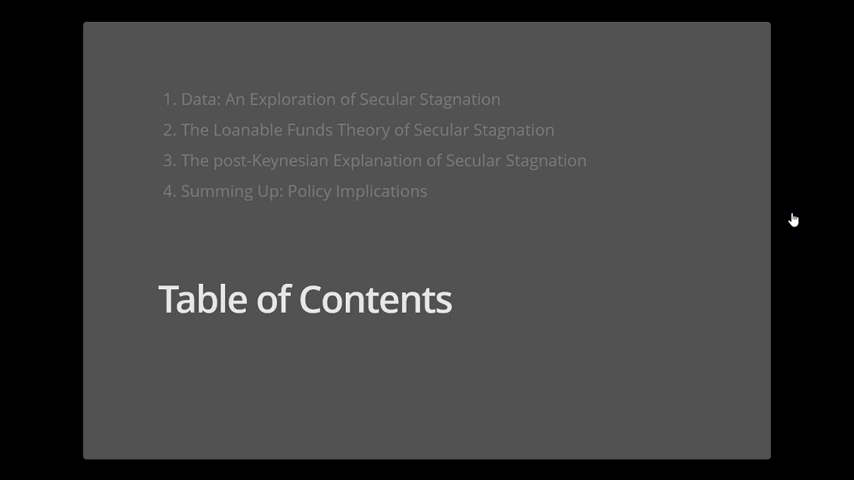 1. Data: An Exploration of Secular Stagnation
2. The Loanable Funds Theory of Secular Stagnation
3. The post-Keynesian Explanation of Secular Stagnation
4. Summing Up: Policy Implications
Table of Contents